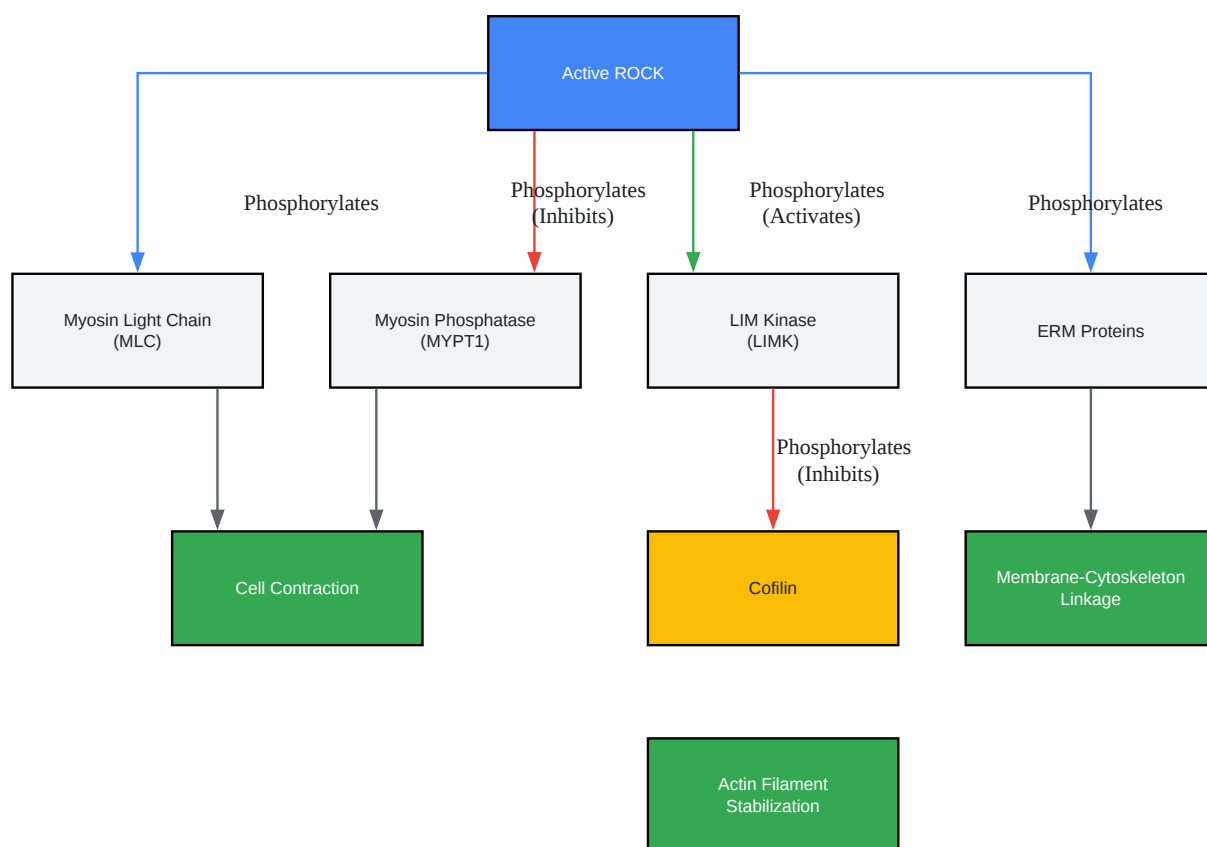 Active ROCK
Phosphorylates
Phosphorylates
(Inhibits)
Phosphorylates
(Activates)
Phosphorylates
Myosin Light Chain
(MLC)
Myosin Phosphatase
(MYPT1)
LIM Kinase
(LIMK)
ERM Proteins
Phosphorylates
(Inhibits)
Cell Contraction
Cofilin
Membrane-Cytoskeleton
Linkage
Actin Filament
Stabilization